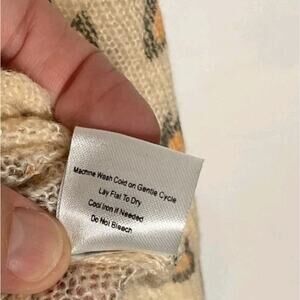 Machine Wash Cold on Gentle Cycle
Lay Flat To Dry
Cool Iron If Needed
Do Not Bleach